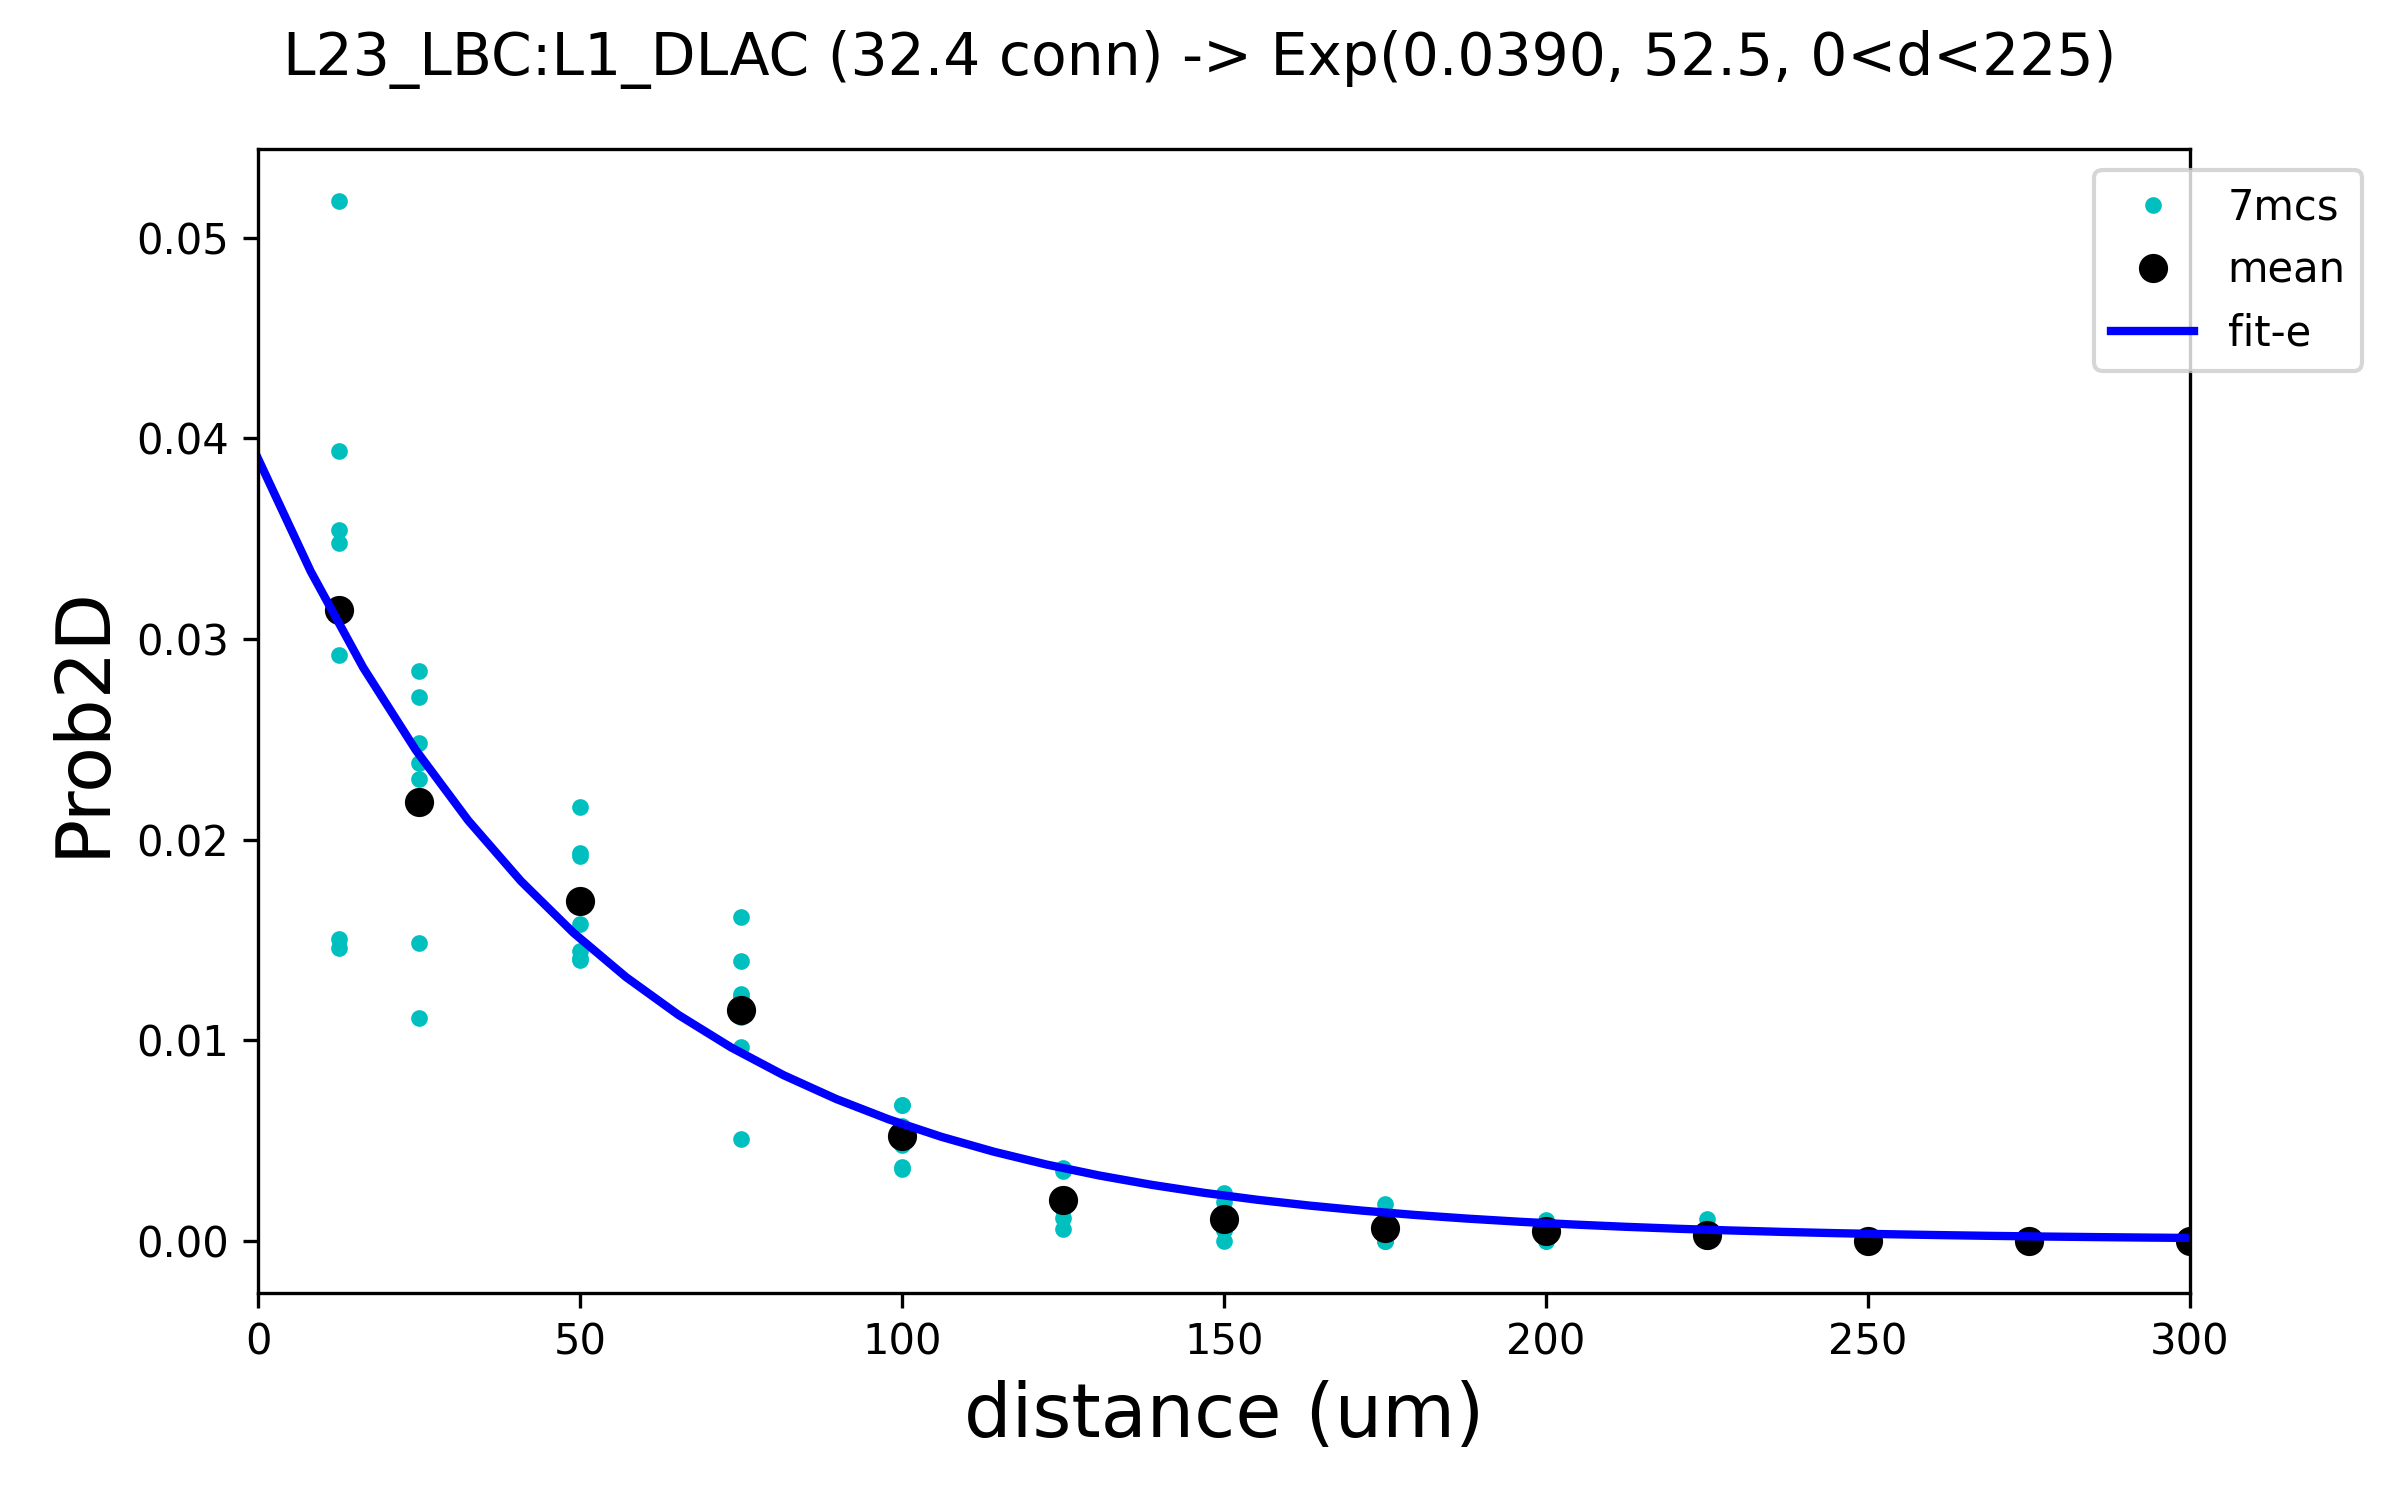 L23_LBC:L1_DLAC (32.4 conn) -> Exp(0.0390, 52.5, 0<d<225)
7mcs
mean
fit-e
Prob2D
0.05
0.04
0.03
0.02
0.01
0.00
0 50 100 150 200 250 300
distance (um)